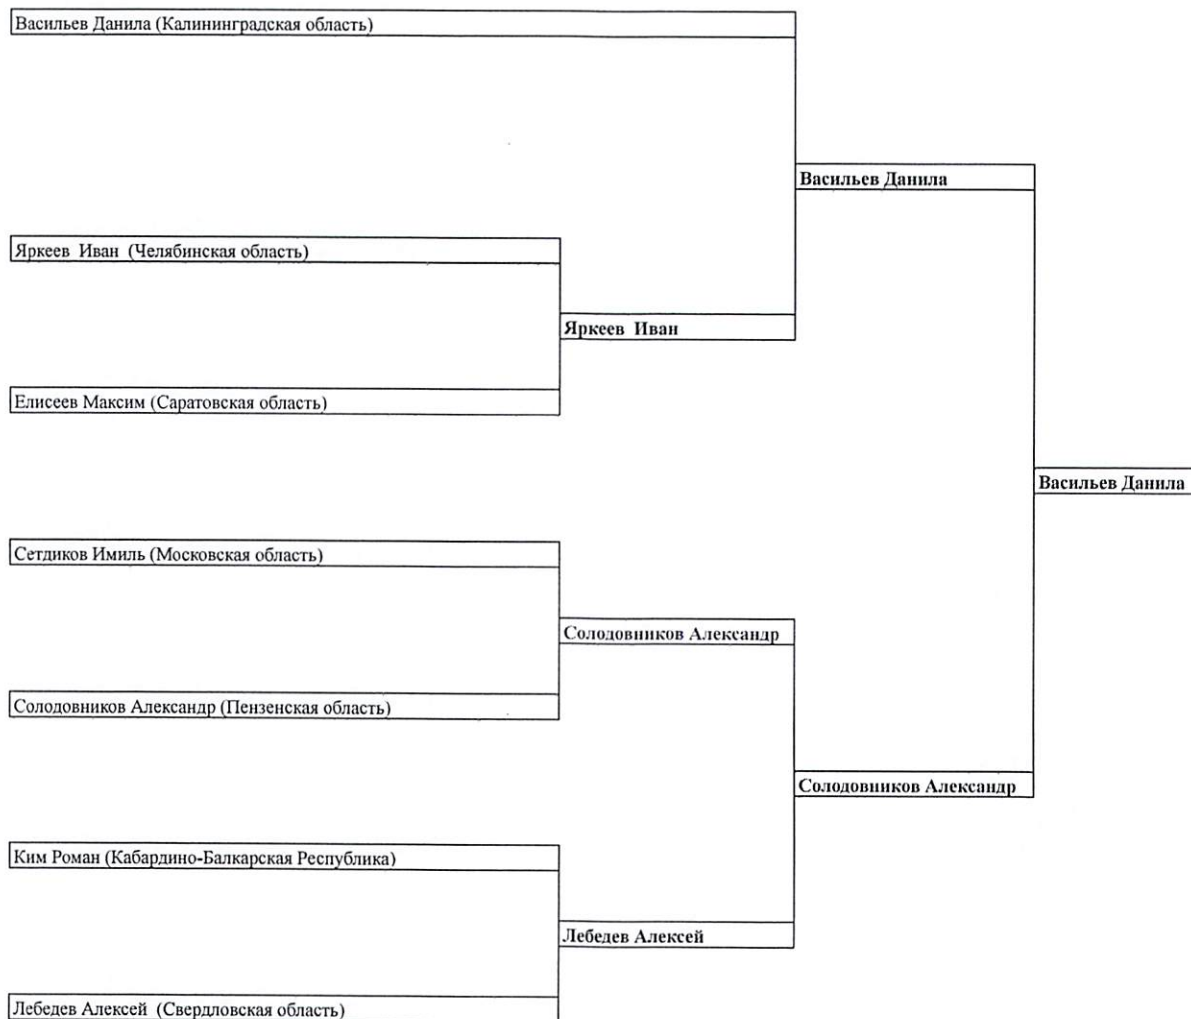 Васильев Данила (Калининградская область)
Васильев Данила
Яркеев Иван (Челябинская область)
Яркеев Иван
Елисеев Максим (Саратовская область)
Васильев Данила
Сетдиков Имиль (Московская область)
Солодовников Александр
Солодовников Александр (Пензенская область)
Солодовников Александр
Ким Роман (Кабардино-Балкарская Республика)
Лебедев Алексей
Лебедев Алексей (Свердловская область)